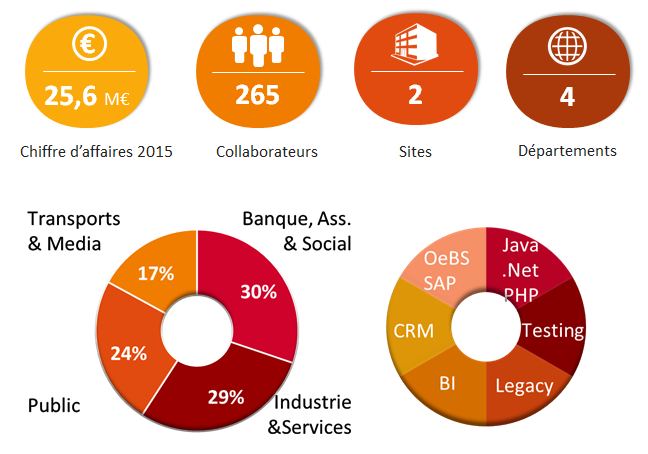 25,6 M€
265
2
4
Chiffre d’affaires 2015
Collaborateurs
Sites
Départements
Transports
& Media
Banque, Ass.
& Social
17%
30%
24%
29%
Public
Industrie
&Services
OeBS
SAP
Java
.Net
PHP
CRM
Testing
BI
Legacy